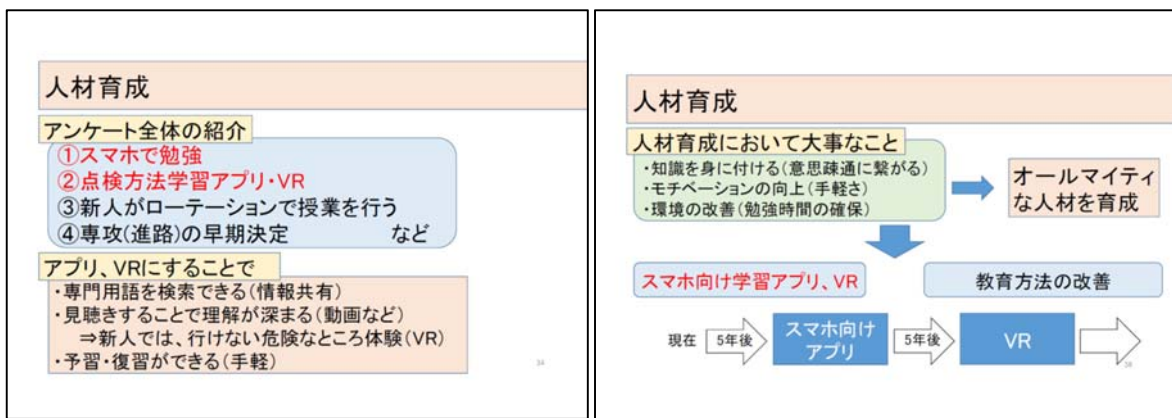 人材育成
アンケート全体の紹介
①スマホで勉強
②点検方法学習アプリ・VR
③新人がローテーションで授業を行う
④専攻(進路)の早期決定 など
アプリ、VRにすることで
・専門用語を検索できる(情報共有)
・見聴きすることで理解が深まる(動画など)
⇒新人では、行けない危険なところ体験(VR)
・予習・復習ができる(手軽)
34
人材育成
人材育成において大事なこと
・知識を身に付ける(意思疎通に繋がる)
・モチベーションの向上(手軽さ)
・環境の改善(勉強時間の確保)
オールマイティ
な人材を育成
スマホ向け学習アプリ、VR
教育方法の改善
現在
5年後
スマホ向け
アプリ
5年後
VR